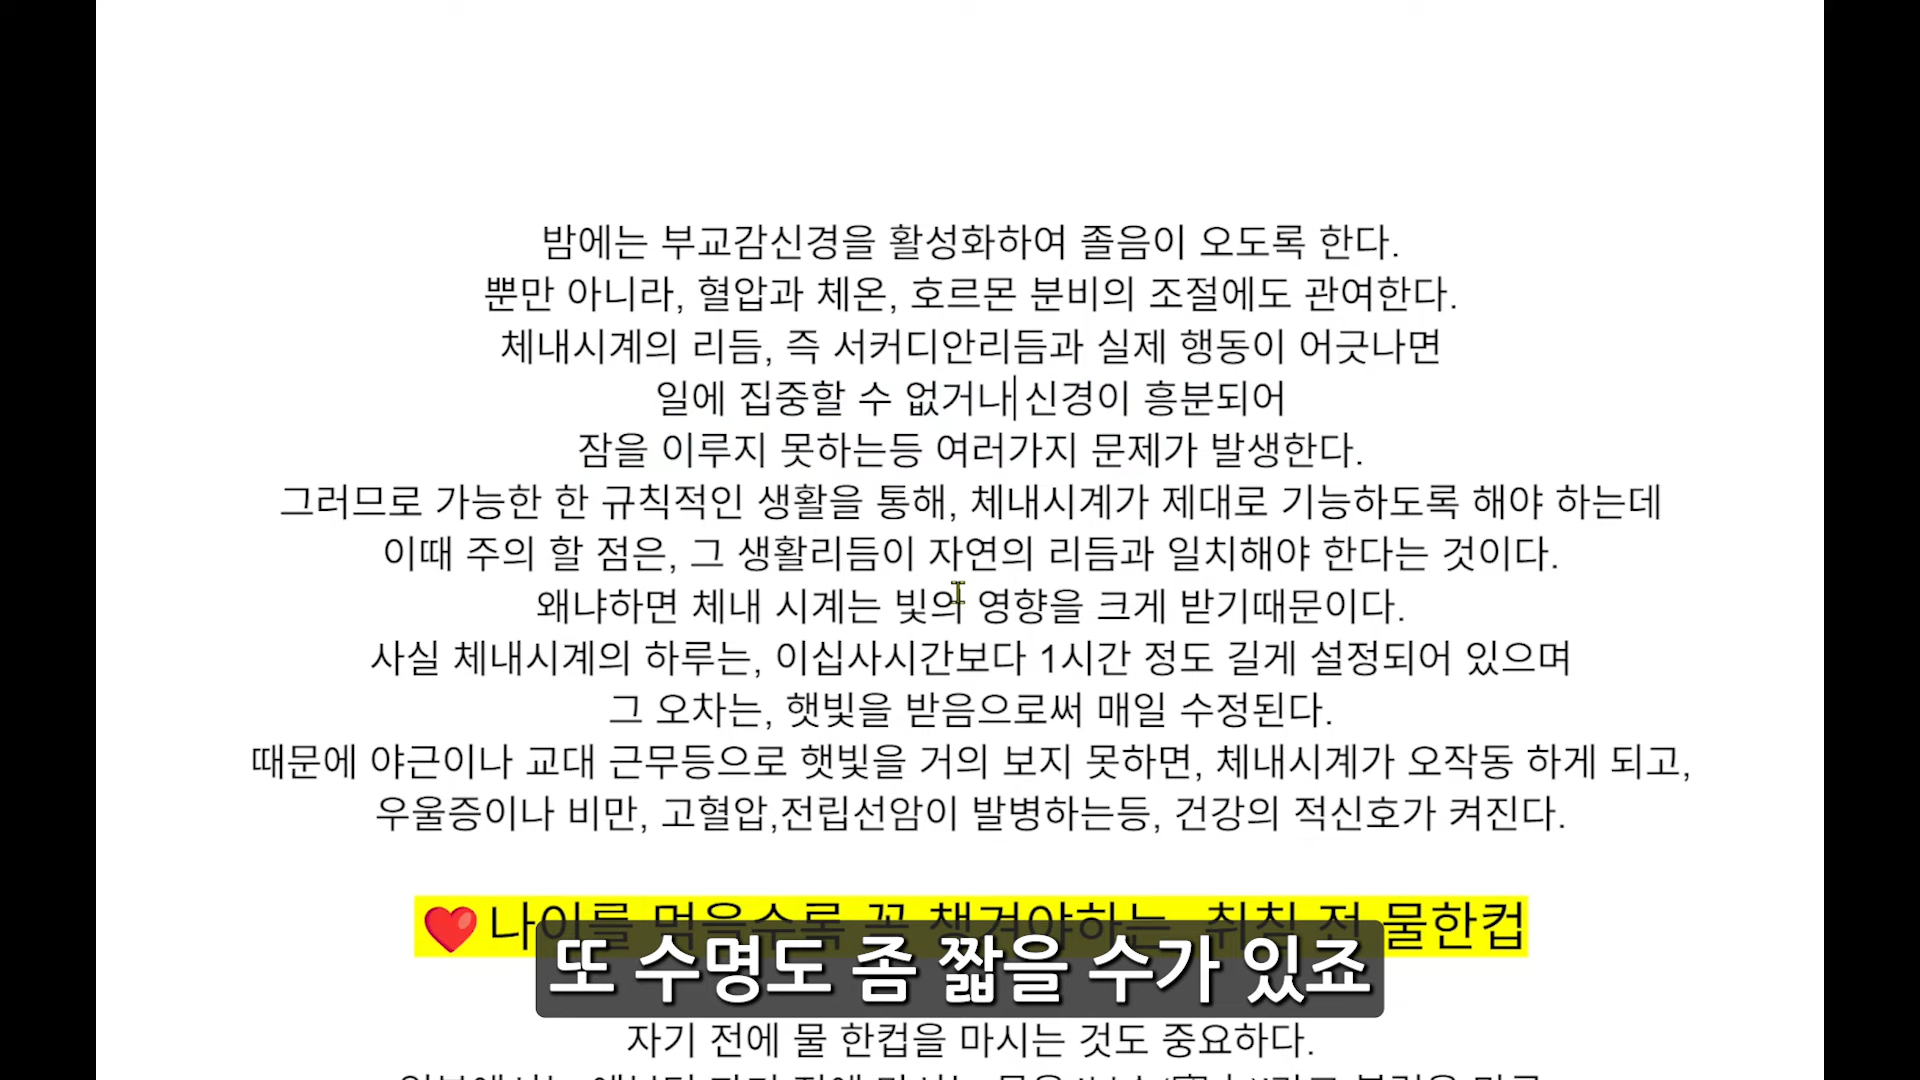 밤에는 부교감신경을 활성화하여 졸음이 오도록 한다.
뿐만 아니라, 혈압과 체온, 호르몬 분비의 조절에도 관여한다.
체내시계의 리듬, 즉 서커디안리듬과 실제 행동이 어긋나면
일에 집중할 수 없거나 신경이 흥분되어
잠을 이루지 못하는등 여러가지 문제가 발생한다.
그러므로 가능한 한 규칙적인 생활을 통해, 체내시계가 제대로 기능하도록 해야 하는데
이때 주의 할 점은, 그 생활리듬이 자연의 리듬과 일치해야 한다는 것이다.
왜냐하면 체내 시계는 빛의 영향을 크게 받기때문이다.
사실 체내시계의 하루는, 이십사시간보다 1시간 정도 길게 설정되어 있으며
그 오차는, 햇빛을 받음으로써 매일 수정된다.
때문에 야근이나 교대 근무등으로 햇빛을 거의 보지 못하면, 체내시계가 오작동 하게 되고,
우울증이나 비만, 고혈압,전립선암이 발병하는등, 건강의 적신호가 켜진다.
❤️나이를 먹을수록 꼭 챙겨야하는 취침 전 물한컵
또 수명도 좀 짧을 수가 있죠
자기 전에 물 한컵을 마시는 것도 중요하다.